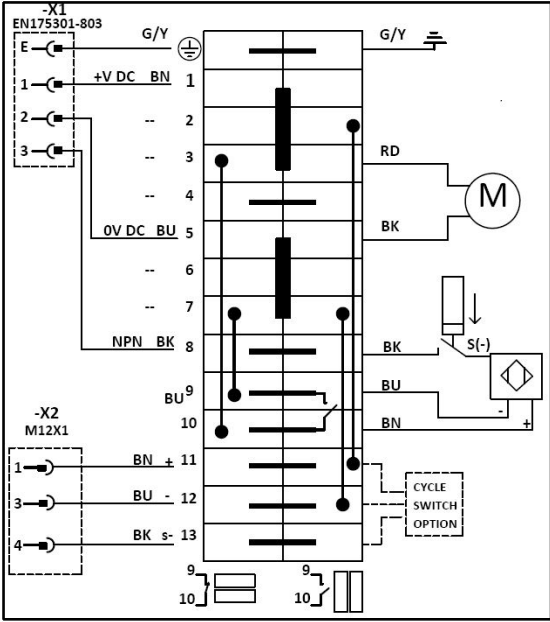 -X1
EN175301-803
G/Y
G/Y
E
1
+V DC BN
1
2
--
2
3
--
3
RD
--
4
M
0V DC BU
5
BK
--
6
--
7
NPN BK
8
BK
S(-)
BU
9
BU
-
10
BN
+
-X2
M12X1
1
BN +
11
CYCLE
3
BU -
12
SWITCH
OPTION
4
BK s-
13
9
9
10
10